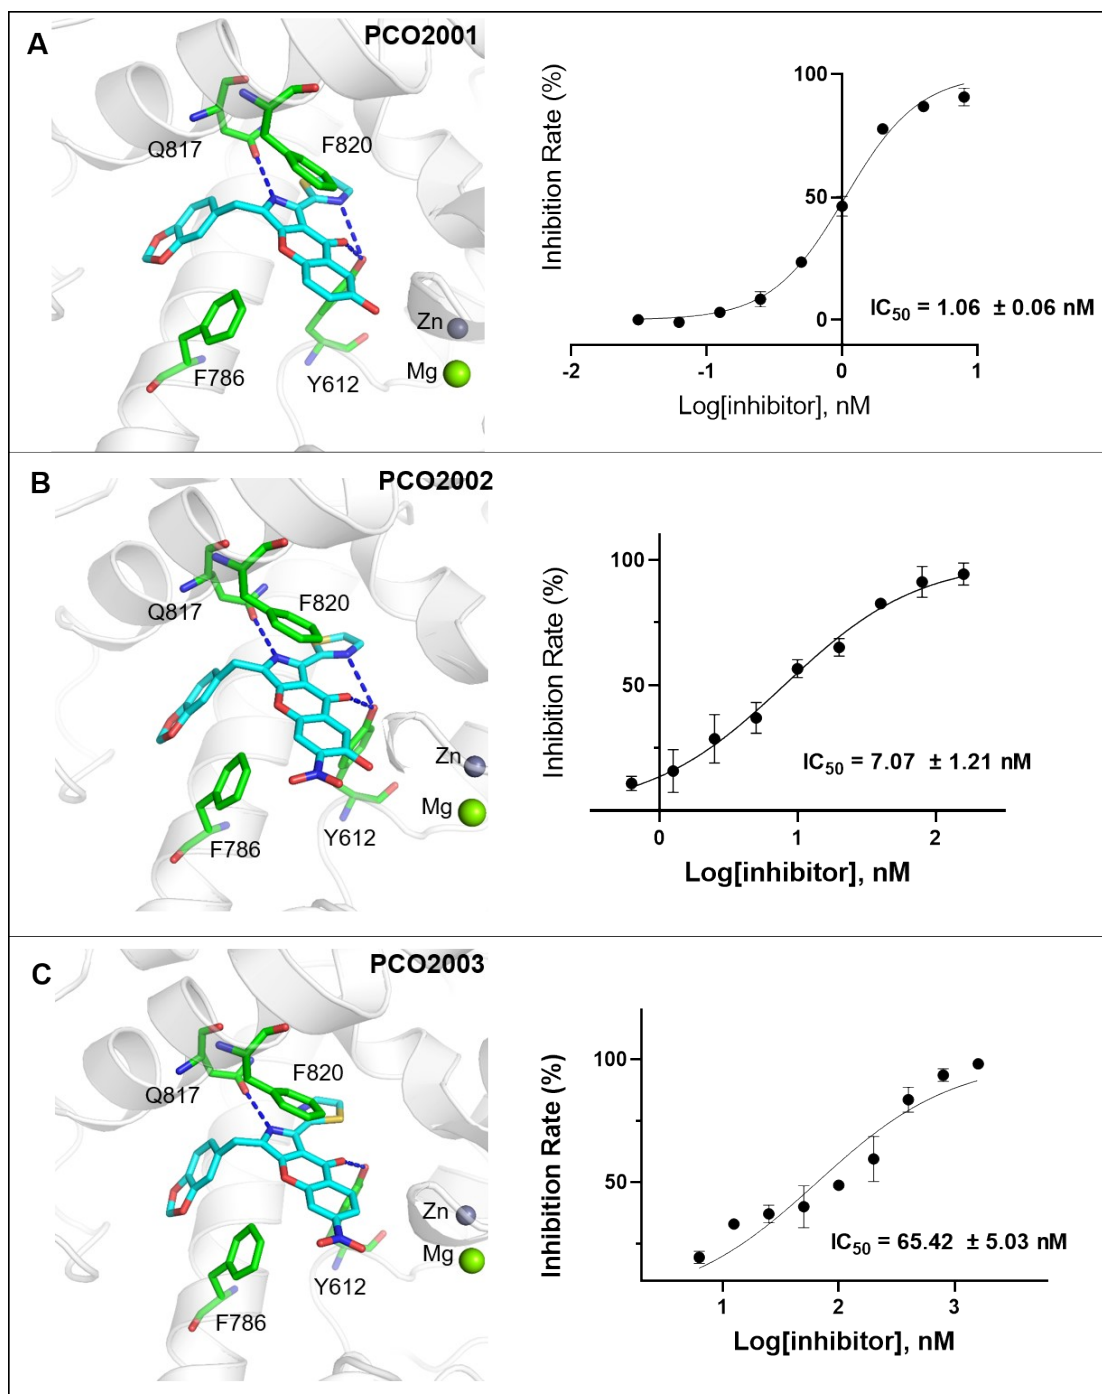 A
PCO2001
Q817
F820
F786
Y612
Zn
Mg
Inhibition Rate (%)
100
50
0
IC50 = 1.06 ± 0.06 nM
-2 -1 0 1
Log[inhibitor], nM
B
PCO2002
Q817
F820
F786
Y612
Zn
Mg
Inhibition Rate (%)
100
50
IC50 = 7.07 ± 1.21 nM
0 1 2
Log[inhibitor], nM
C
PCO2003
Q817
F820
F786
Y612
Zn
Mg
Inhibition Rate (%)
100
50
IC50 = 65.42 ± 5.03 nM
1 2 3
Log[inhibitor], nM